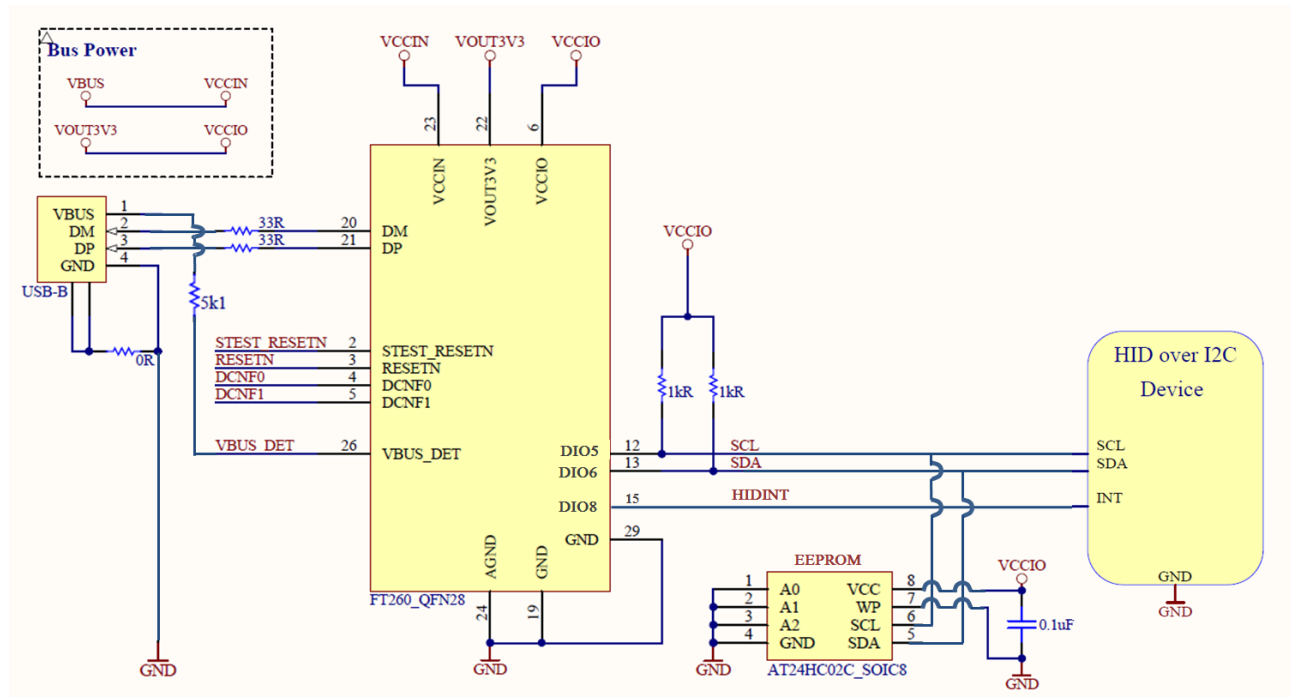 Bus Power
VBUS VCCIN
VOUT3V3 VCCIO
VCCIN VOUT3V3 VCCIO
23 22 6
VCCIN VOUT3V3 VCCIO
VBUS 1
DM 2 33R 20 DM
DP 3 33R 21 DP
GND 4
USB-B
5k1
0R
STEST_RESETN 2 STEST_RESETN
RESETN 3 RESETN
DCNF0 4 DCNF0
DCNF1 5 DCNF1
VBUS_DET 26 VBUS_DET
VCCIO
1kR 1kR
DIO5 12 SCL SCL
DIO6 13 SDA SDA
DIO8 15 HIDINT INT
GND 29
AGND GND
24 19
FT260_QFN28
GND
GND
HID over I2C
Device
GND
GND
EEPROM
1 A0 VCC 8
2 A1 WP 7
3 A2 SCL 6
4 GND SDA 5
AT24HC02C_SOIC8
GND
VCCIO
0.1uF
GND